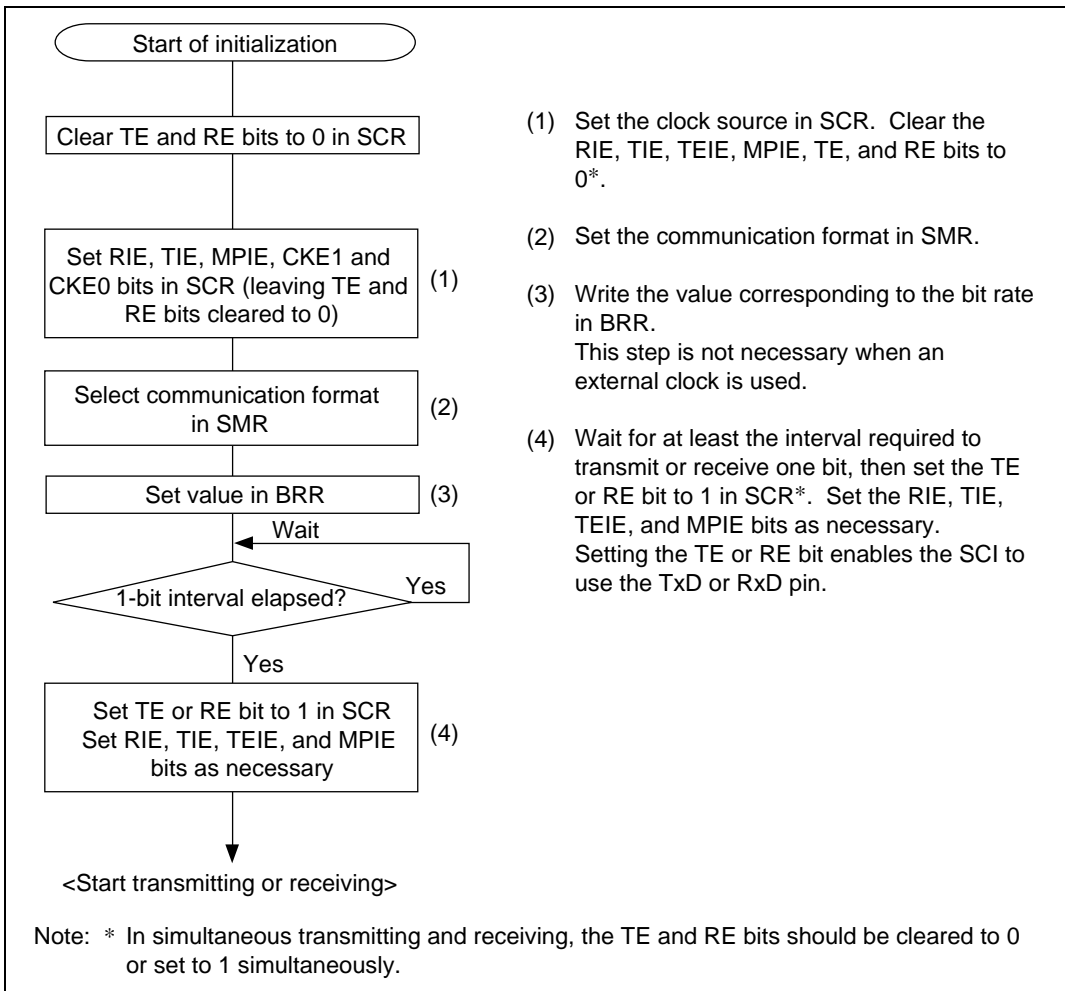 Start of initialization
Clear TE and RE bits to 0 in SCR
Set RIE, TIE, MPIE, CKE1 and
CKE0 bits in SCR (leaving TE and
RE bits cleared to 0)
(1)
Select communication format
in SMR
(2)
Set value in BRR
(3)
Wait
1-bit interval elapsed?
Yes
Yes
Set TE or RE bit to 1 in SCR
Set RIE, TIE, TEIE, and MPIE
bits as necessary
(4)
<Start transmitting or receiving>
(1) Set the clock source in SCR. Clear the
RIE, TIE, TEIE, MPIE, TE, and RE bits to
0*.
(2) Set the communication format in SMR.
(3) Write the value corresponding to the bit rate
in BRR.
This step is not necessary when an
external clock is used.
(4) Wait for at least the interval required to
transmit or receive one bit, then set the TE
or RE bit to 1 in SCR*. Set the RIE, TIE,
TEIE, and MPIE bits as necessary.
Setting the TE or RE bit enables the SCI to
use the TxD or RxD pin.
Note: * In simultaneous transmitting and receiving, the TE and RE bits should be cleared to 0
or set to 1 simultaneously.